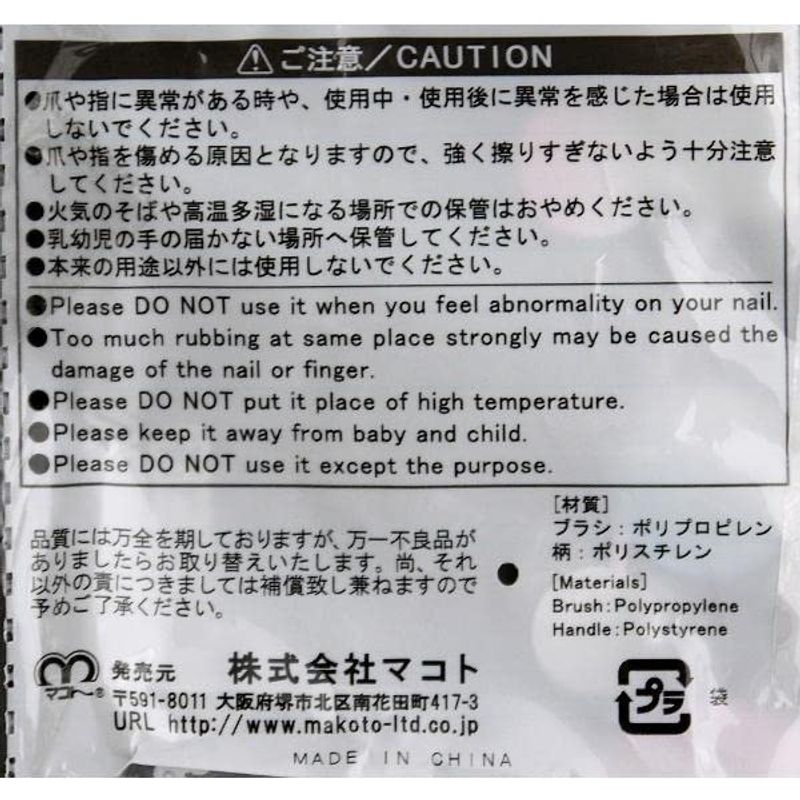 ご注意/CAUTION
●爪や指に異常がある時や、使用中・使用後に異常を感じた場合は使用
しないでください。
●爪や指を傷める原因となりますので、強く擦りすぎないよう十分注意
してください。
●火気のそばや高温多湿になる場所での保管はおやめください。
●乳幼児の手の届かない場所へ保管してください。
●本来の用途以外には使用しないでください。
●Please DO NOT use it when you feel abnormality on your nail.
●Too much rubbing at same place strongly may be caused the
damage of the nail or finger.
●Please DO NOT put it place of high temperature.
●Please keep it away from baby and child.
●Please DO NOT use it except the purpose.
品質には万全を期しておりますが、万一不良品が
ありましたらお取り替えいたします。尚、それ
以外の責につきましては補償致し兼ねますので
予めご了承ください。
[材質]
ブラシ:ポリプロピレン
柄:ポリスチレン
[Materials]
Brush:Polypropylene
Handle:Polystyrene
マコト®
発売元 株式会社マコト
〒591-8011 大阪府堺市北区南花田町417-3
URL http://www.makoto-ltd.co.jp
プラ 袋
MADE IN CHINA